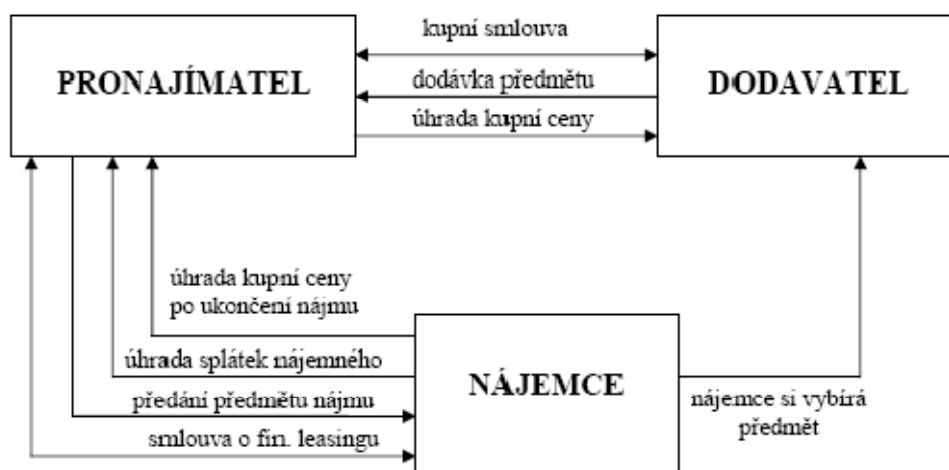 kupní smlouva
PRONAJÍMATEL
DODAVATEL
dodávka předmětu
úhrada kupní ceny
úhrada kupní ceny
po ukončení nájmu
úhrada splátek nájemného
NÁJEMCE
předání předmětu nájmu
nájemce si vybírá
předmět
smlouva o fin. leasingu